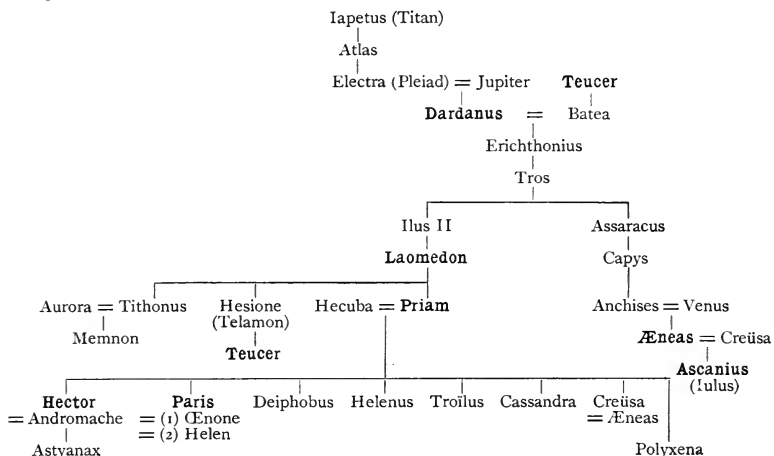 Iapetus (Titan)
Atlas
Electra (Pleiad) = Jupiter Teucer
Dardanus = Batea
Erichthonius
Tros
Ilus II Assaracus
Laomedon Capys
Aurora = Tithonus Hesione Hecuba = Priam Anchises = Venus
(Telamon)
Memnon Æneas = Creüsa
Teucer
Ascanius
(Iulus)
Hector Paris Deiphobus Helenus Troïlus Cassandra Creüsa
= Andromache = (1) Œnone = Æneas
= (2) Helen
Astyanax Polyxena